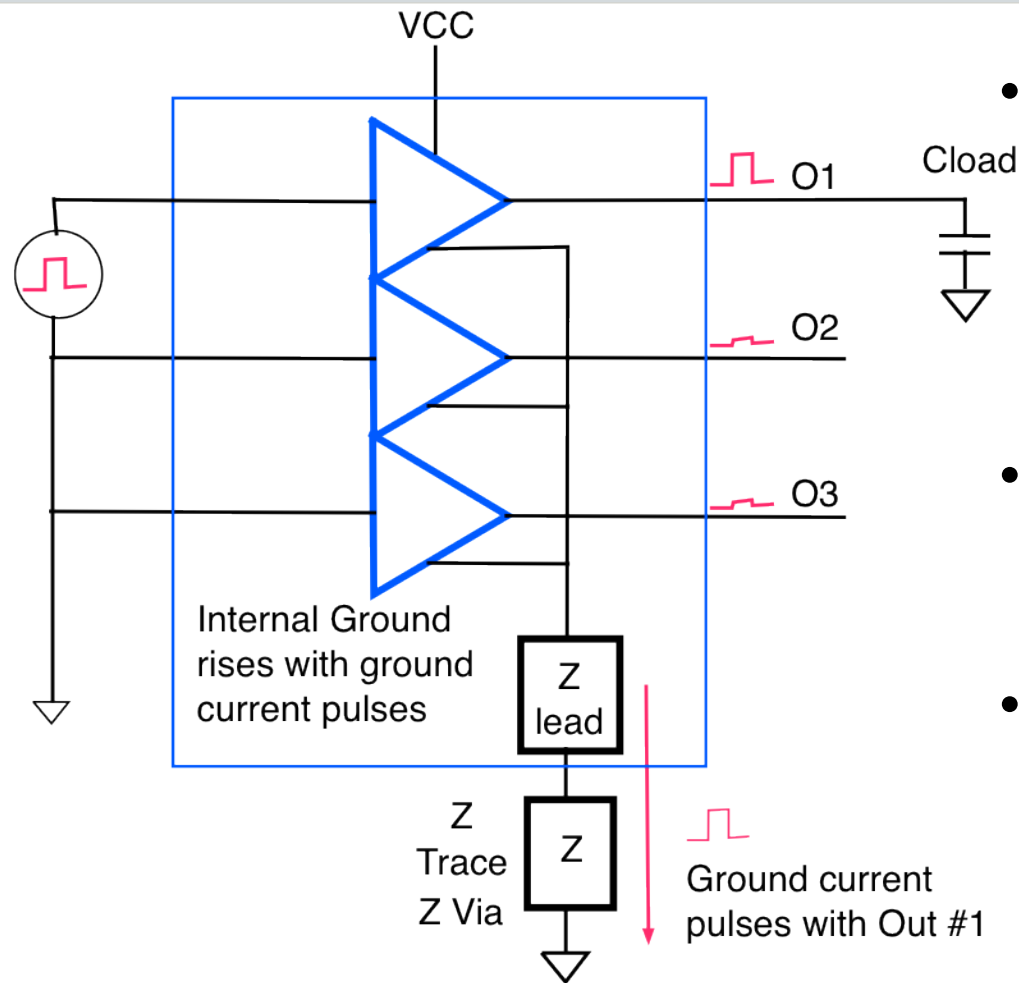 VCC
Cload
O1
O2
O3
Internal Ground
rises with ground
current pulses
Z
lead
Z
Trace
Z Via
Z
Ground current
pulses with Out #1